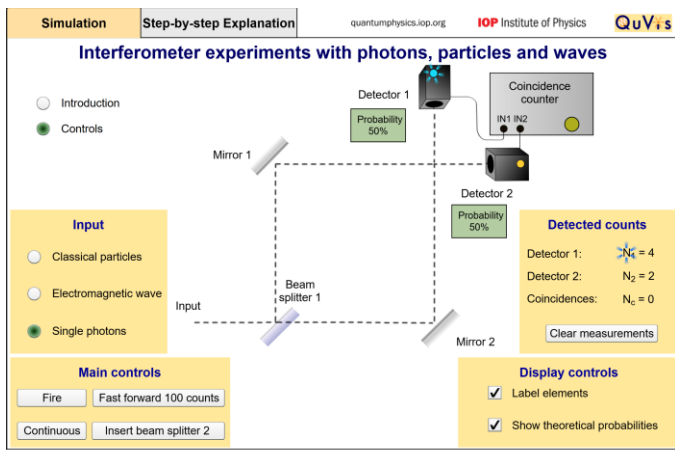 Simulation
Step-by-step Explanation
quantumphysics.iop.org
IOP Institute of Physics
QuVis
Interferometer experiments with photons, particles and waves
Introduction
Controls
Detector 1
Probability
50%
Coincidence
counter
IN1 IN2
Mirror 1
Detector 2
Probability
50%
Input
Classical particles
Electromagnetic wave
Single photons
Input
Beam
splitter 1
Mirror 2
Detected counts
Detector 1: N₁ = 4
Detector 2: N₂ = 2
Coincidences: Nc = 0
Clear measurements
Main controls
Fire
Fast forward 100 counts
Continuous
Insert beam splitter 2
Display controls
Label elements
Show theoretical probabilities